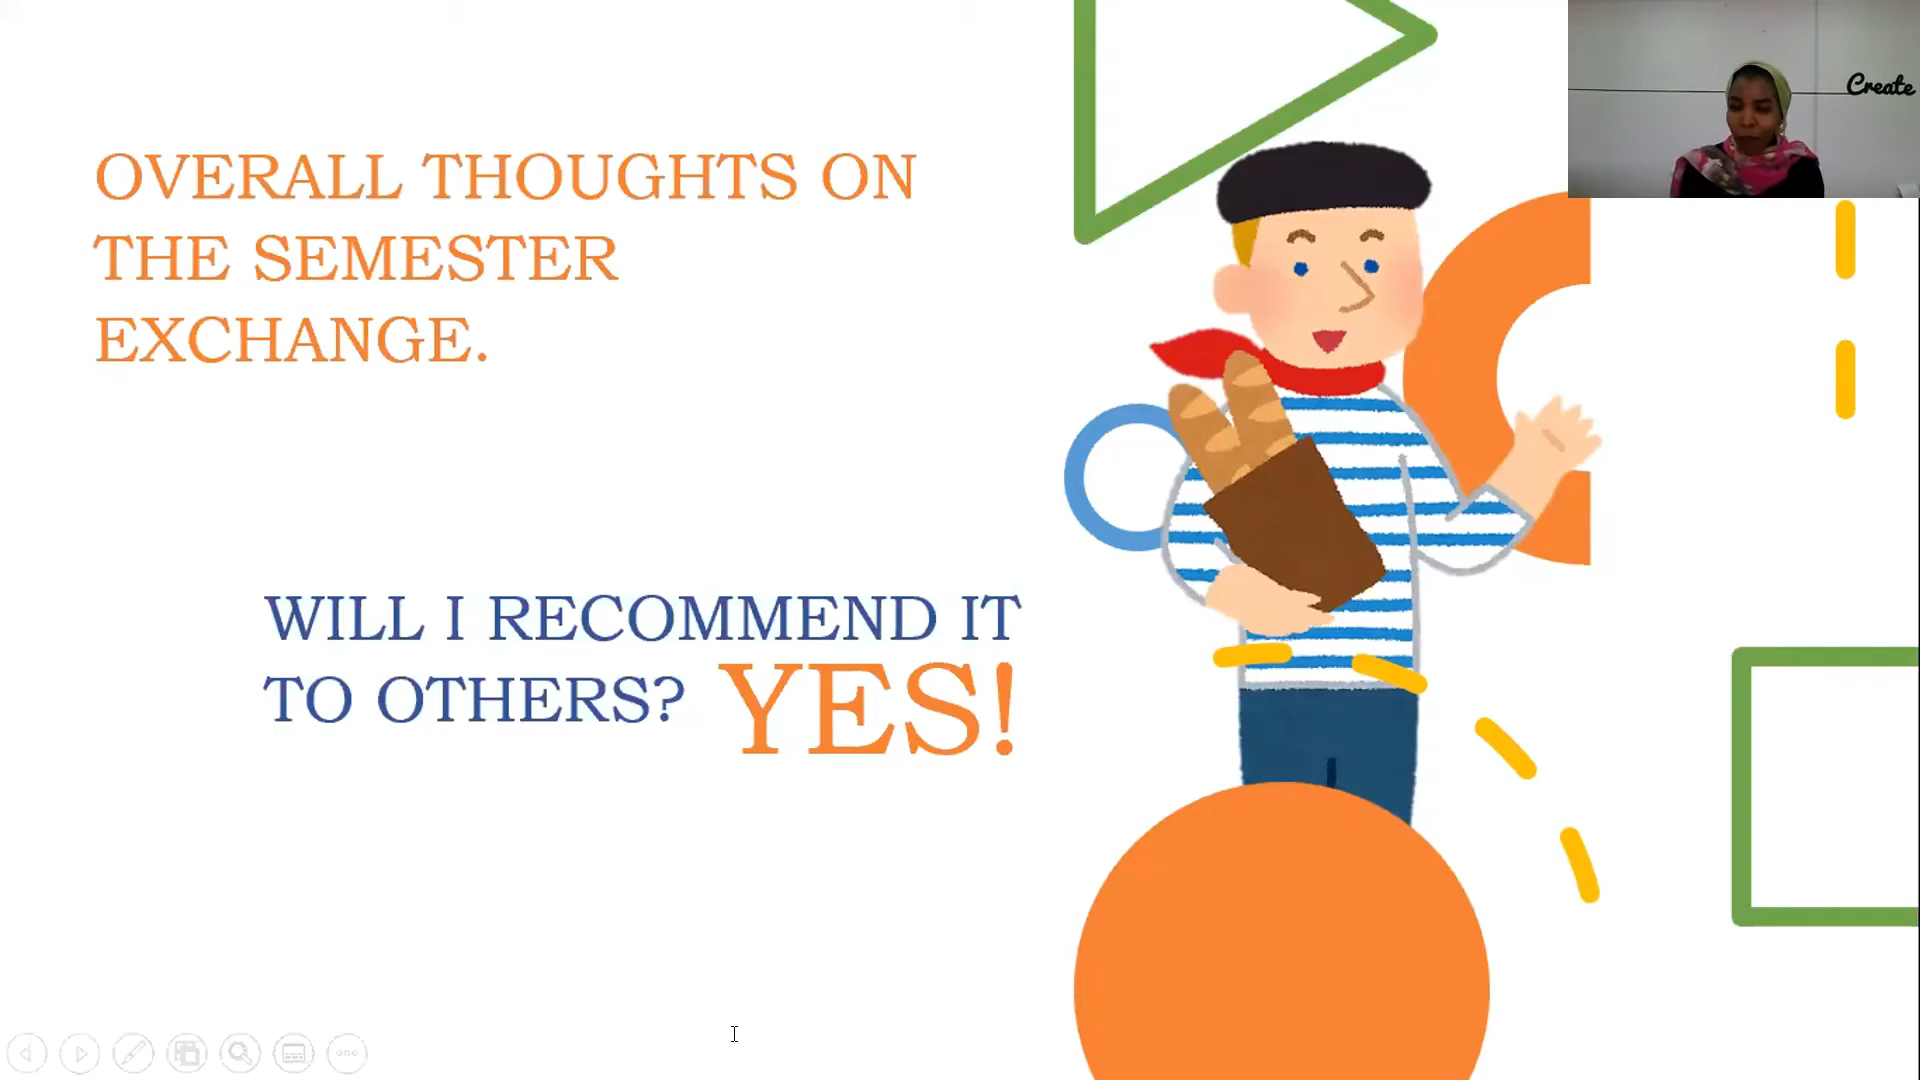 OVERALL THOUGHTS ON
THE SEMESTER
EXCHANGE.
WILL I RECOMMEND IT
TO OTHERS? YES!
Create